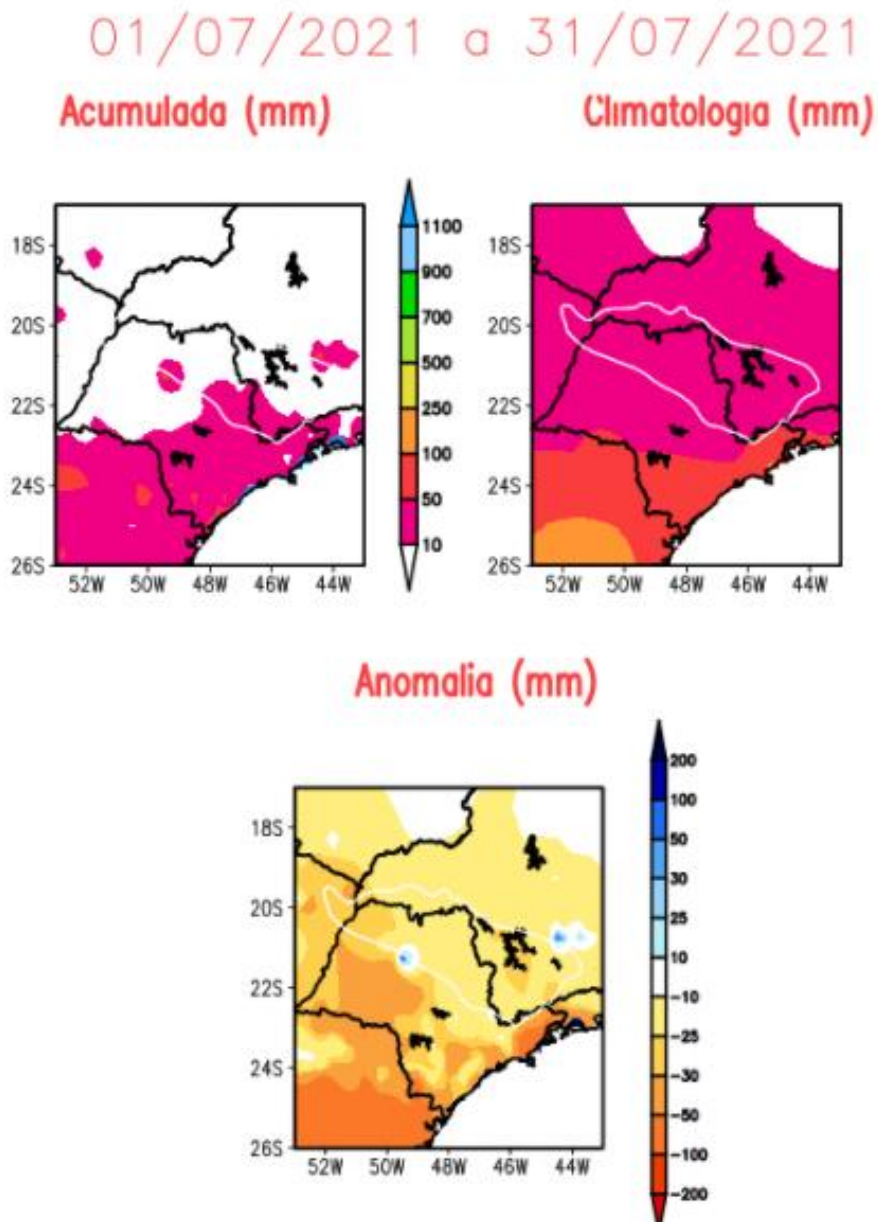 01/07/2021 a 31/07/2021
Acumulada (mm)
Climatologia (mm)
18S
20S
22S
24S
26S
52W 50W 48W 46W 44W
1100
900
700
500
250
100
50
10
18S
20S
22S
24S
26S
52W 50W 48W 46W 44W
Anomalia (mm)
18S
20S
22S
24S
26S
52W 50W 48W 46W 44W
200
100
50
30
25
10
-10
-25
-30
-50
-100
-200